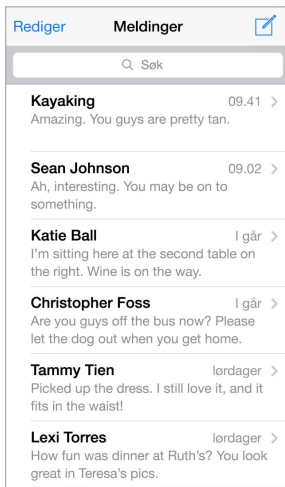 Rediger Meldinger
Søk
Kayaking 09.41
Amazing. You guys are pretty tan.
Sean Johnson 09.02
Ah, interesting. You may be on to
something.
Katie Ball I går
I'm sitting here at the second table on
the right. Wine is on the way.
Christopher Foss I går
Are you guys off the bus now? Please
let the dog out when you get home.
Tammy Tien lørdager
Picked up the dress. I still love it, and it
fits in the waist!
Lexi Torres lørdager
How fun was dinner at Ruth's? You look
great in Teresa's pics.